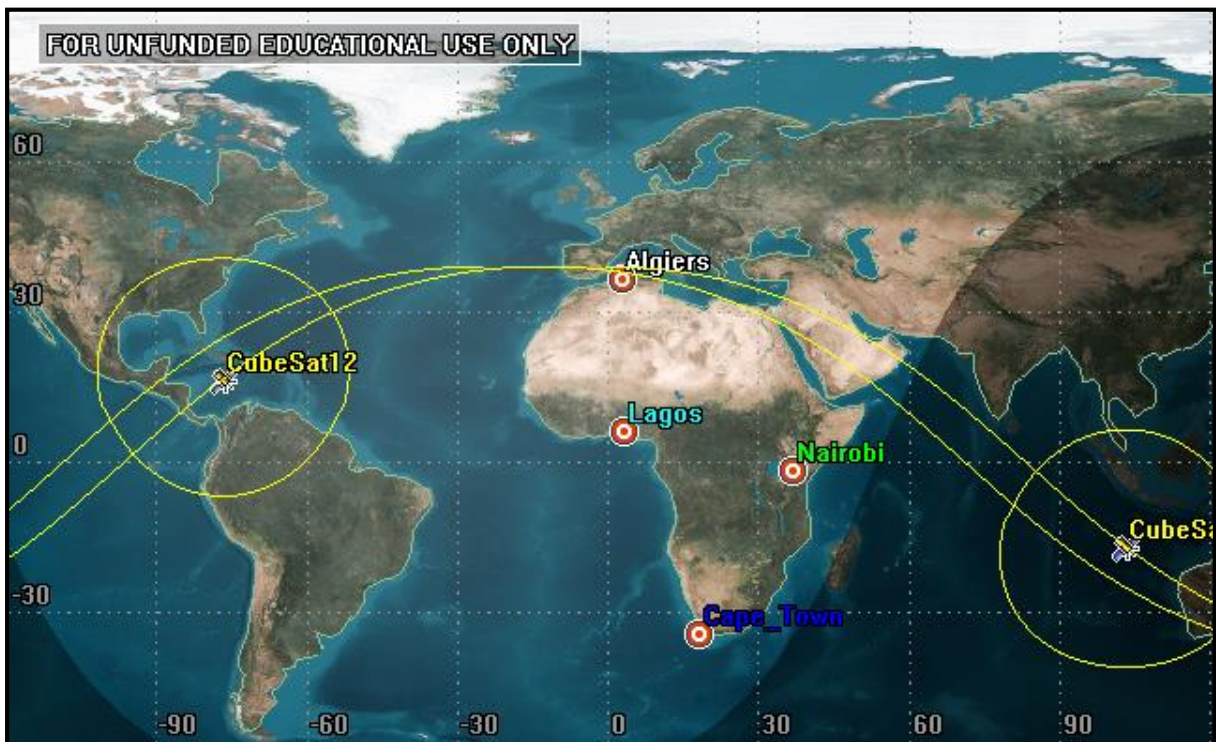 FOR UNFUNDED EDUCATIONAL USE ONLY
60
Algiers
30
CubeSat12
Lagos
0
Nairobi
CubeSa
-30
Cape_Town
-90
-60
0
30
60
90